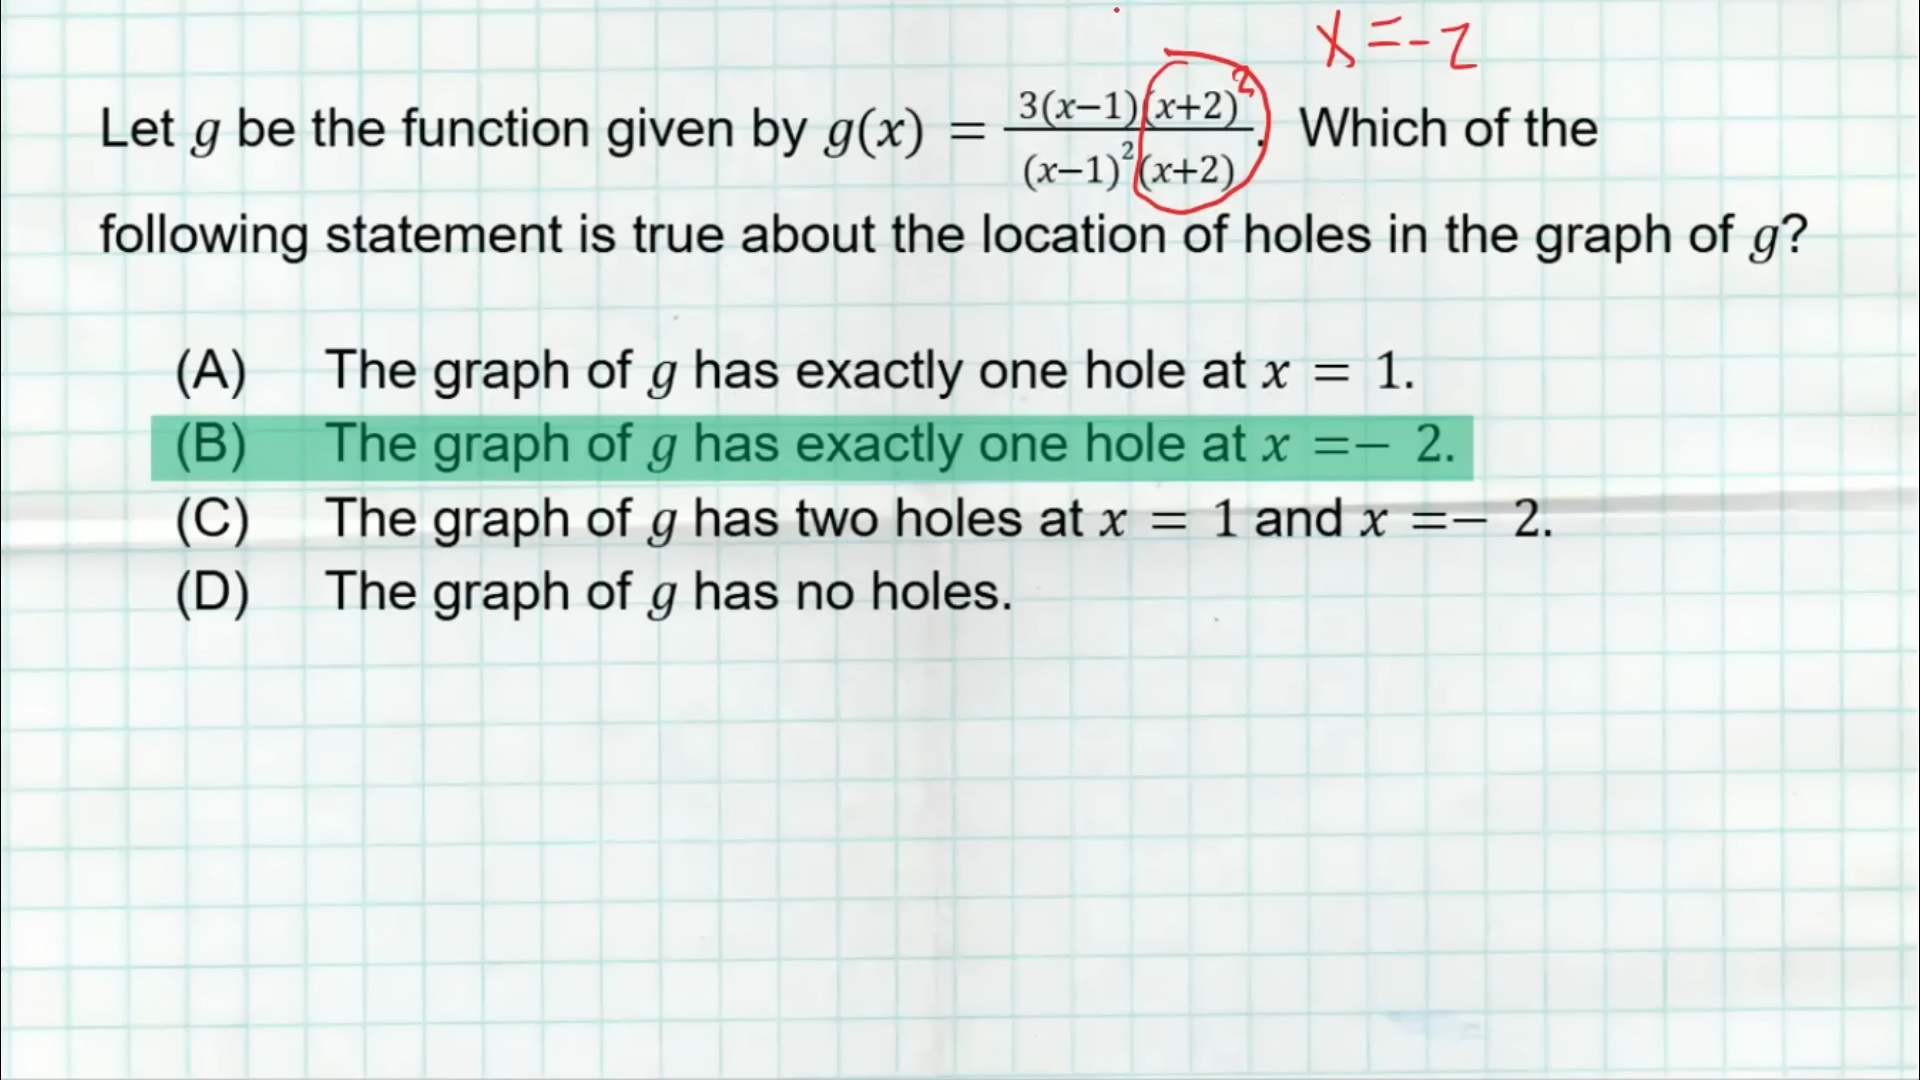 x = -2
Let g be the function given by g(x) = 3(x−1)(x+2)² / (x−1)²(x+2). Which of the
following statement is true about the location of holes in the graph of g?
(A) The graph of g has exactly one hole at x = 1.
(B) The graph of g has exactly one hole at x =− 2.
(C) The graph of g has two holes at x = 1 and x =− 2.
(D) The graph of g has no holes.